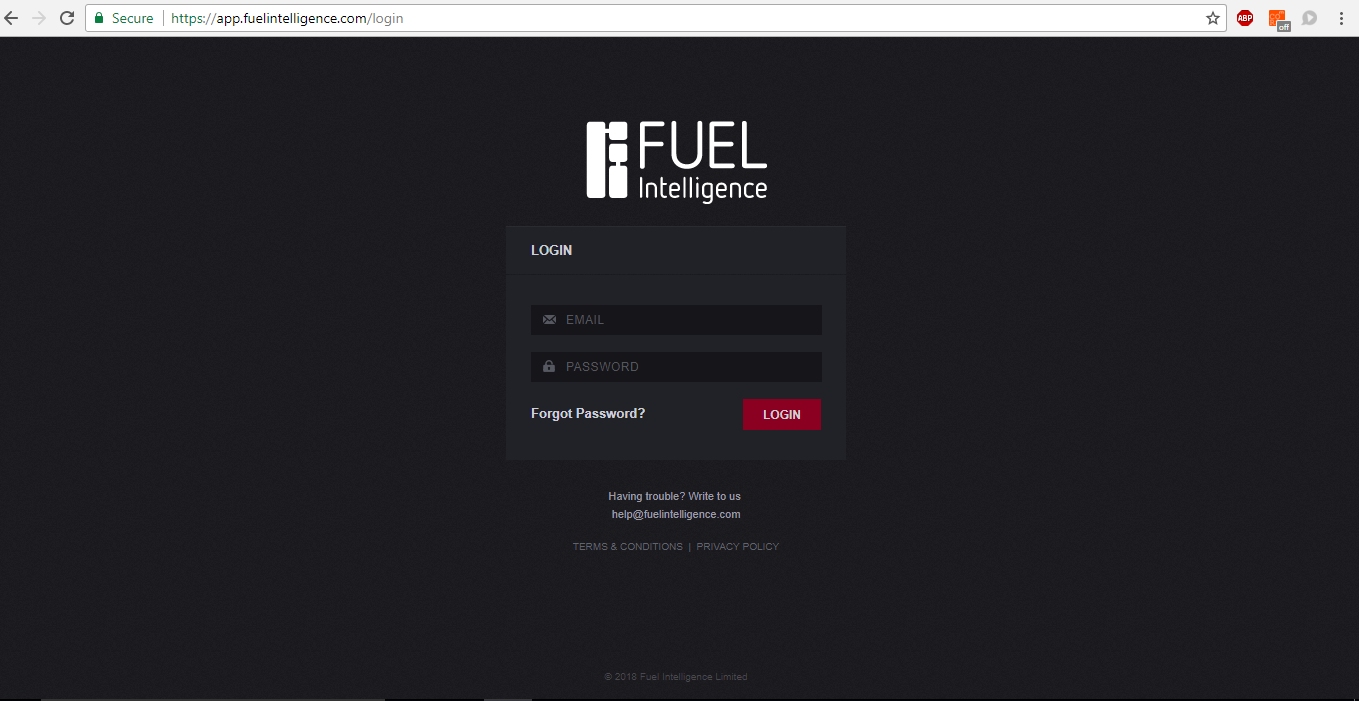 Secure https://app.fuelintelligence.com/login
ABP
off
FUEL
Intelligence
LOGIN
EMAIL
PASSWORD
Forgot Password? LOGIN
Having trouble? Write to us
help@fuelintelligence.com
TERMS & CONDITIONS | PRIVACY POLICY
© 2018 Fuel Intelligence Limited